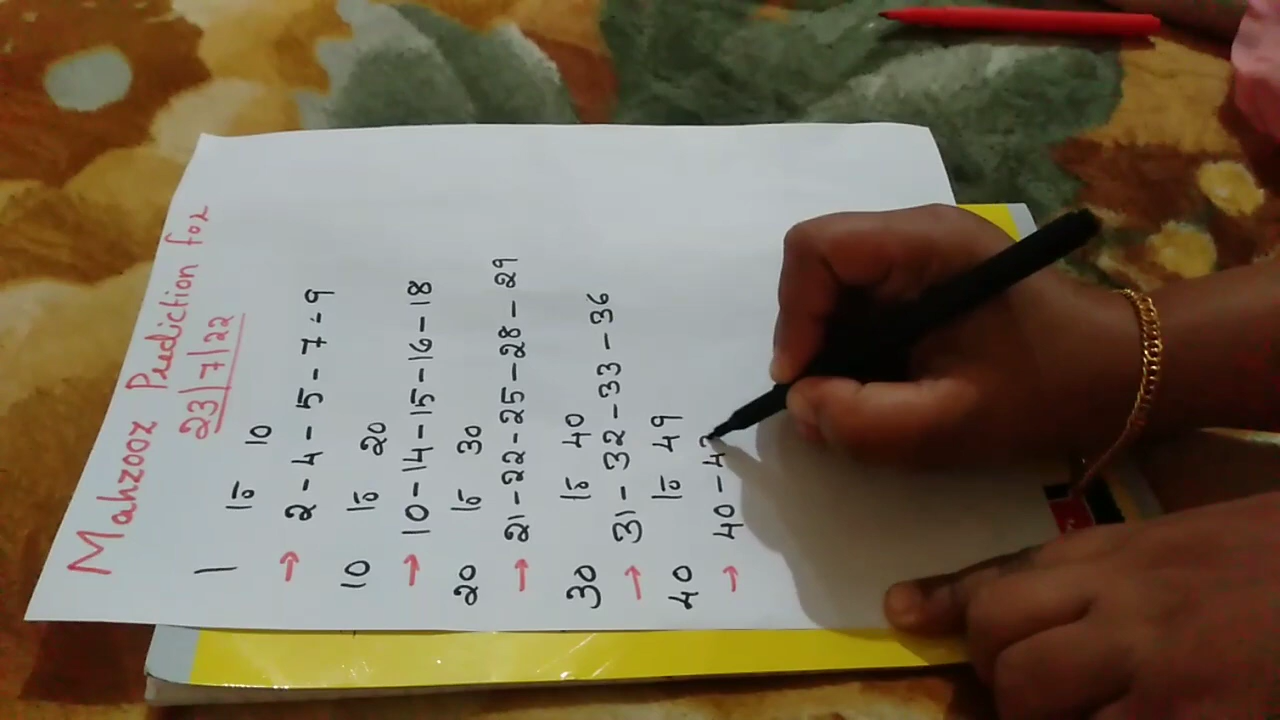 Mahzooz Prediction for
23/7/22
1 to 10
→ 2-4-5-7-9
10 to 20
→ 10-14-15-16-18
20 to 30
→ 21-22-25-28-29
30 to 40
→ 31-32-33-36
40 to 49
→ 40-4